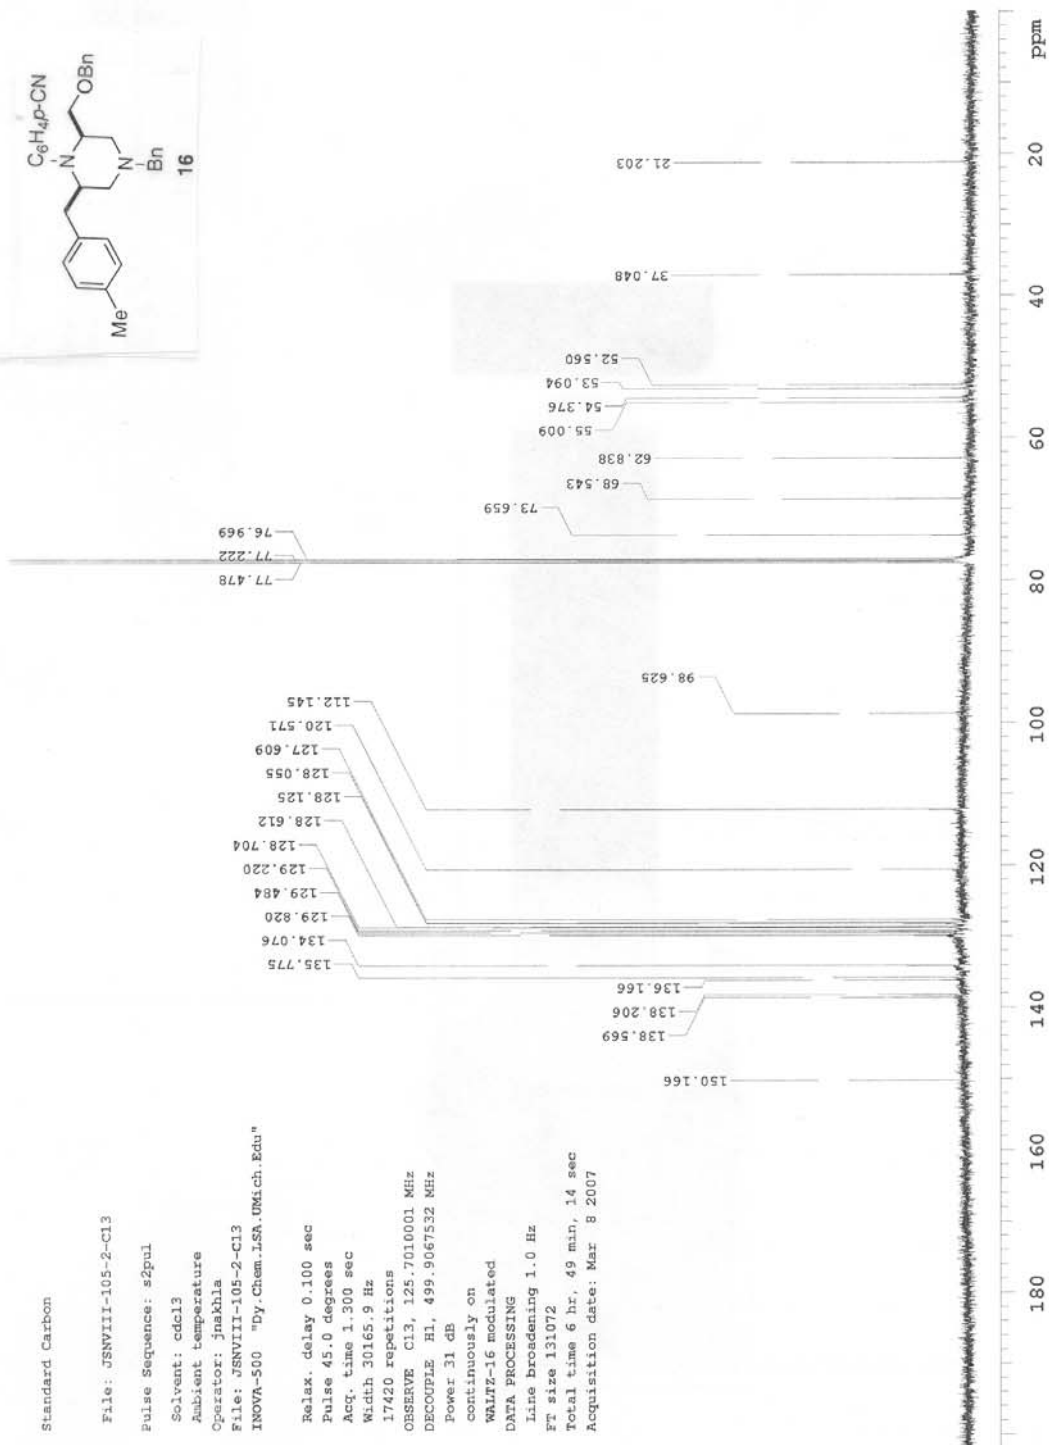 Standard Carbon
File: JSNVIII-105-2-C13
Pulse Sequence: s2pul
Solvent: cdcl3
Ambient temperature
Operator: jnakhla
File: JSNVIII-105-2-C13
INOVA-500 "Dy.Chem.LSA.UMich.Edu"
Relax. delay 0.100 sec
Pulse 45.0 degrees
Acq. time 1.300 sec
Width 30165.9 Hz
17420 repetitions
OBSERVE C13, 125.7010001 MHz
DECOUPLE H1, 499.9067532 MHz
Power 31 dB
continuously on
WALTZ-16 modulated
DATA PROCESSING
Line broadening 1.0 Hz
FT size 131072
Total time 6 hr, 49 min, 14 sec
Acquisition date: Mar 8 2007
C6H4p-CN
N
OBn
N
Bn
Me
16
150.166
138.569
138.206
136.166
135.775
134.076
129.820
129.484
129.220
128.704
128.612
128.125
128.055
127.609
120.571
112.145
98.625
77.478
77.222
76.969
73.659
68.543
62.838
55.009
54.376
53.094
52.560
37.048
21.203
180
160
140
120
100
80
60
40
20
ppm